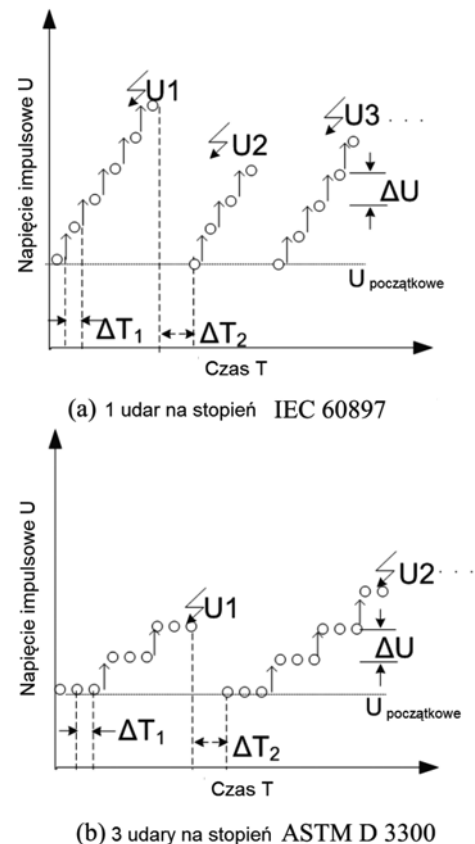 Napięcie impulsowe U
U1
U2
U3 . . .
ΔU
U początkowe
ΔT₁
ΔT₂
Czas T
(a) 1 udar na stopień IEC 60897
Napięcie impulsowe U
U1
U2 . . .
ΔU
U początkowe
ΔT₁
ΔT₂
Czas T
(b) 3 udary na stopień ASTM D 3300